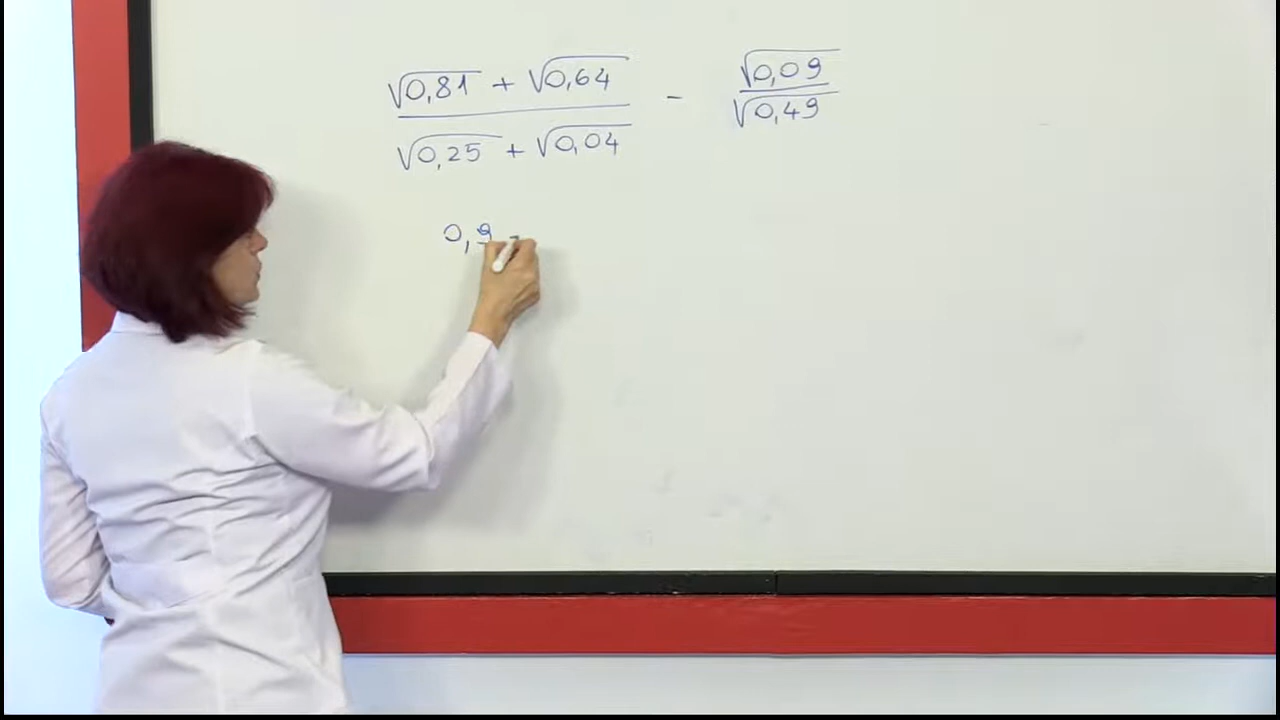 √0,81 + √0,64 - √0,09
√0,25 + √0,04 √0,49
0,9